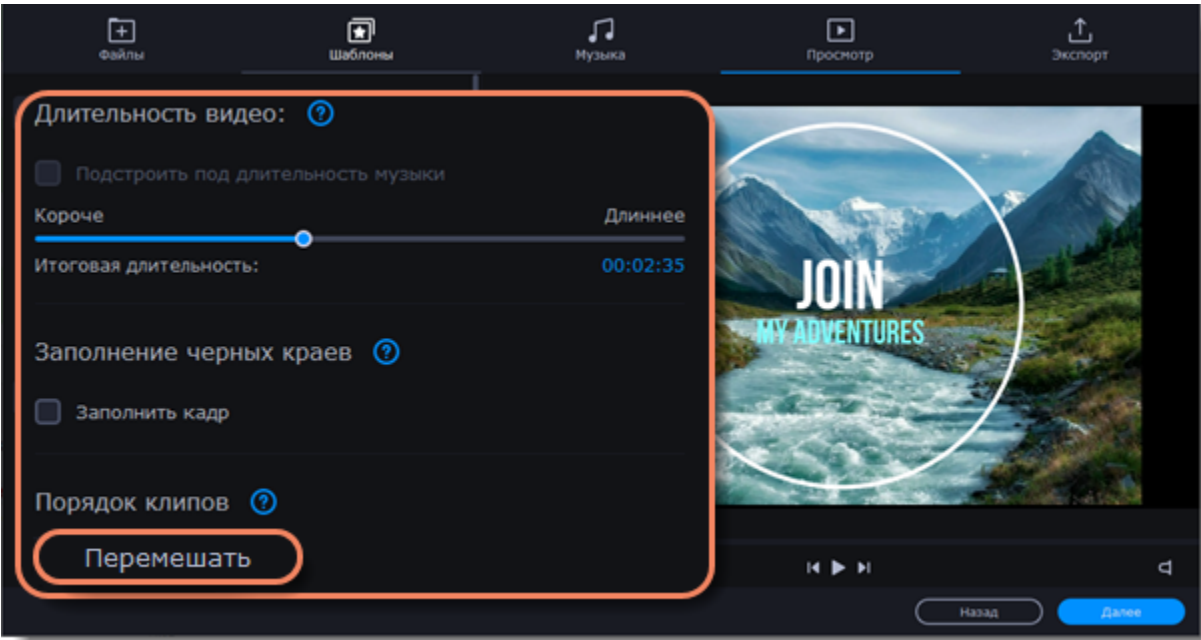 Файлы
Шаблоны
Музыка
Просмотр
Экспорт
Длительность видео: ?
Подстроить под длительность музыки
Короче
Длиннее
Итоговая длительность:
00:02:35
Заполнение черных краев ?
Заполнить кадр
Порядок клипов ?
Перемешать
JOIN
MY ADVENTURES
Назад
Далее